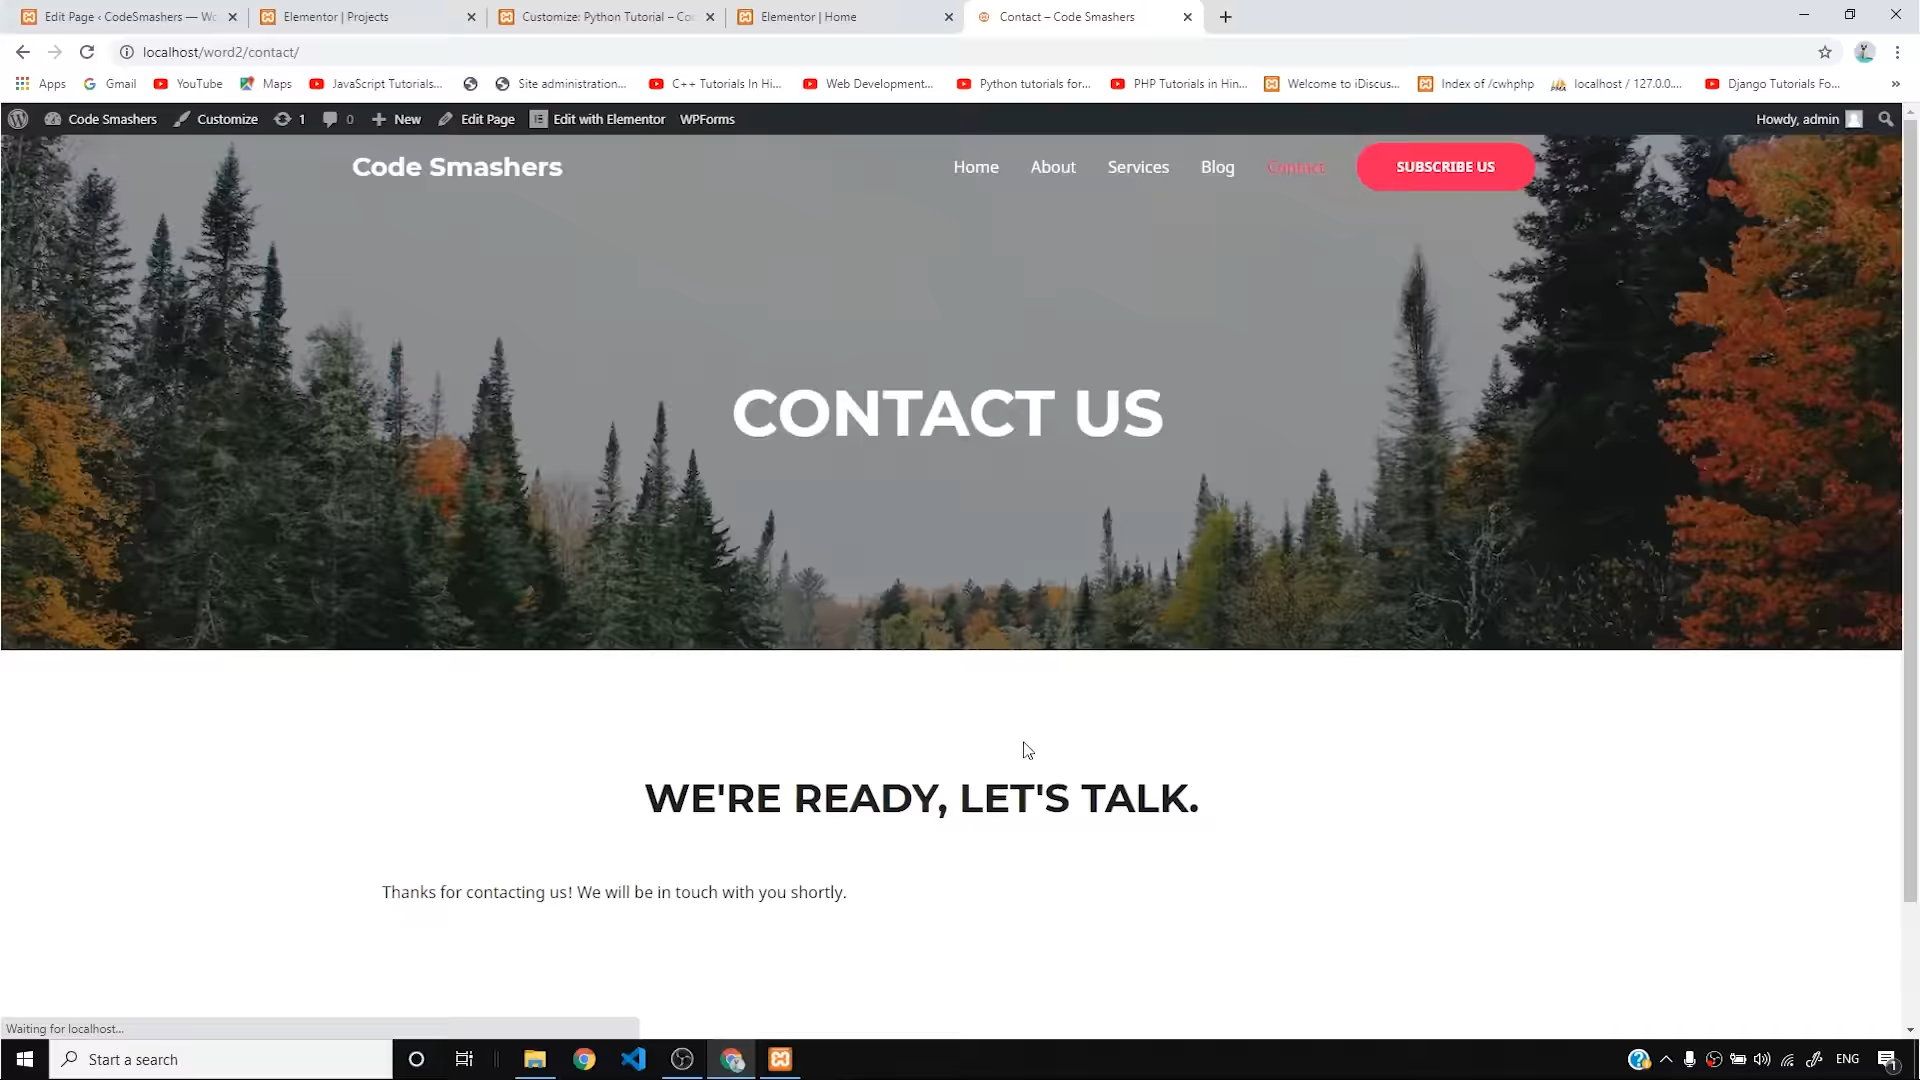 Edit Page ‹ CodeSmashers — Wo
Elementor | Projects
Customize: Python Tutorial – Co
Elementor | Home
Contact – Code Smashers
localhost/word2/contact/
Apps
Gmail
YouTube
Maps
JavaScript Tutorials...
Site administration...
C++ Tutorials In Hi...
Web Development...
Python tutorials for...
PHP Tutorials in Hin...
Welcome to iDiscus...
Index of /cwhphp
localhost / 127.0.0....
Django Tutorials Fo...
»
Code Smashers
Customize
1
0
New
Edit Page
Edit with Elementor
WPForms
Howdy, admin
Code Smashers
Home
About
Services
Blog
Contact
SUBSCRIBE US
CONTACT US
WE'RE READY, LET'S TALK.
Thanks for contacting us! We will be in touch with you shortly.
Waiting for localhost...
Start a search
ENG
1